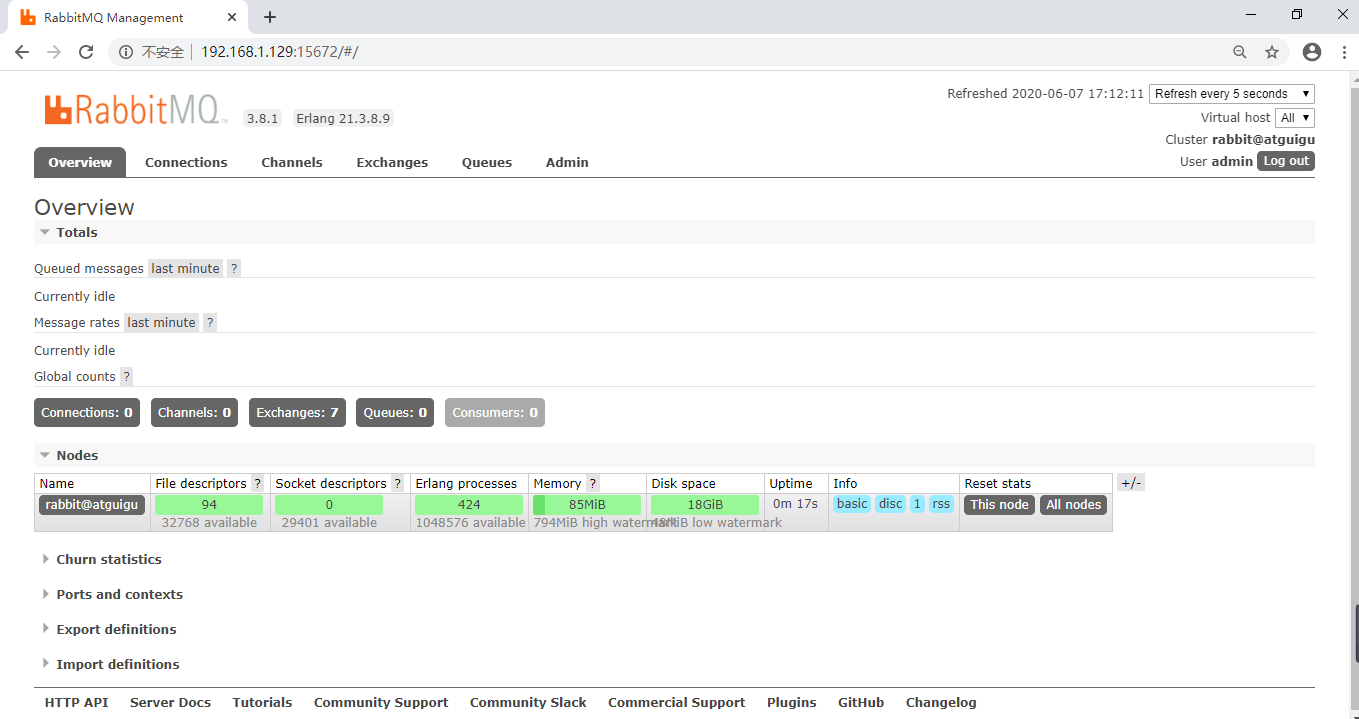 RabbitMQ Management
不安全 192.168.1.129:15672/#/
RabbitMQ 3.8.1 Erlang 21.3.8.9
Refreshed 2020-06-07 17:12:11 Refresh every 5 seconds
Virtual host All
Cluster rabbit@atguigu
User admin Log out
Overview Connections Channels Exchanges Queues Admin
Overview
Totals
Queued messages last minute ?
Currently idle
Message rates last minute ?
Currently idle
Global counts ?
Connections: 0 Channels: 0 Exchanges: 7 Queues: 0 Consumers: 0
Nodes
Name File descriptors ? Socket descriptors ? Erlang processes Memory ? Disk space Uptime Info Reset stats +/-
rabbit@atguigu 94 0 424 85MiB 18GiB 0m 17s basic disc 1 rss This node All nodes
32768 available 29401 available 1048576 available 794MiB high watermark 48MiB low watermark
Churn statistics
Ports and contexts
Export definitions
Import definitions
HTTP API Server Docs Tutorials Community Support Community Slack Commercial Support Plugins GitHub Changelog